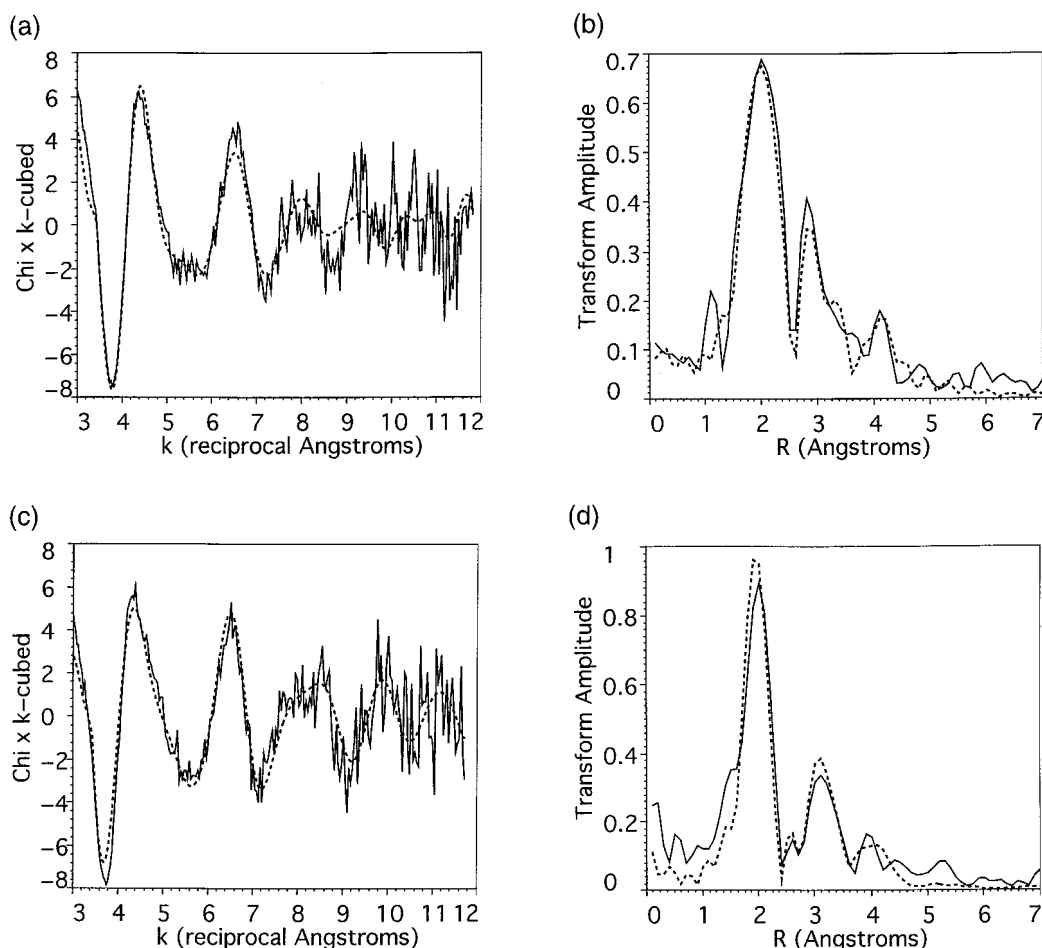 (a)
8
6
4
2
0
−2
−4
−6
−8
Chi x k-cubed
3 4 5 6 7 8 9 10 11 12
k (reciprocal Angstroms)
(b)
0.7
0.6
0.5
0.4
0.3
0.2
0.1
0
Transform Amplitude
0 1 2 3 4 5 6 7
R (Angstroms)
(c)
8
6
4
2
0
−2
−4
−6
−8
Chi x k-cubed
3 4 5 6 7 8 9 10 11 12
k (reciprocal Angstroms)
(d)
1
0.8
0.6
0.4
0.2
0
Transform Amplitude
0 1 2 3 4 5 6 7
R (Angstroms)